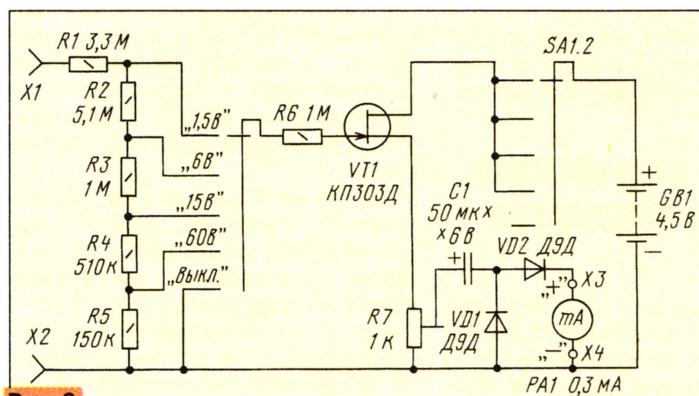 R1 3,3 М
SA1.2
X1
R2
5,1 М
„1,5В"
R6 1М
„6В"
R3
1 М
VT1
КП303Д
C1
50 мк ×
× 6 В
„15В"
GB1
4,5 В
+
−
R4
510 к
„60В"
VD2 Д9Д
„Выкл."
+
„+" X3
R5
150 к
R7
1 к
VD1
Д9Д
mA
X2
„−" X4
PA1 0,3 мА